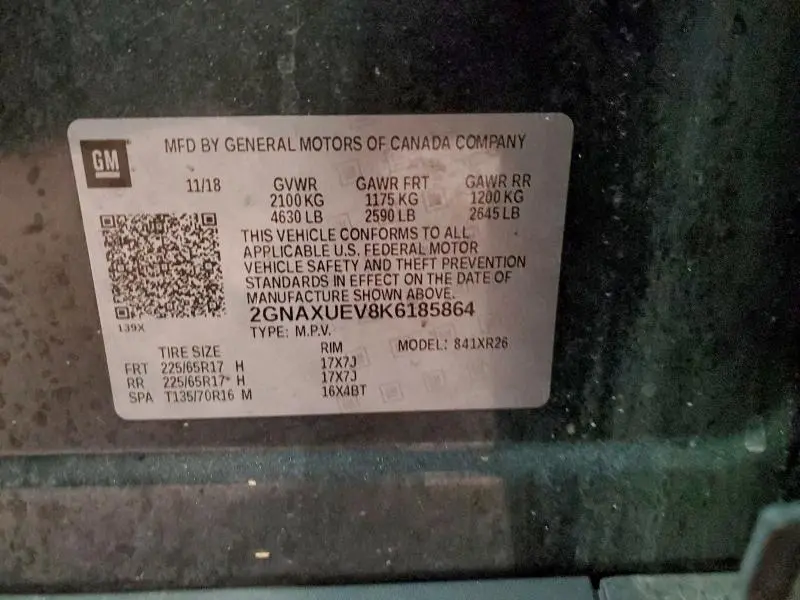 GM
MFD BY GENERAL MOTORS OF CANADA COMPANY
11/18 GVWR GAWR FRT GAWR RR
2100 KG 1175 KG 1200 KG
4630 LB 2590 LB 2645 LB
THIS VEHICLE CONFORMS TO ALL
APPLICABLE U.S. FEDERAL MOTOR
VEHICLE SAFETY AND THEFT PREVENTION
STANDARDS IN EFFECT ON THE DATE OF
MANUFACTURE SHOWN ABOVE.
2GNAXUEV8K6185864
139X
TYPE: M.P.V.
TIRE SIZE RIM MODEL: 841XR26
FRT 225/65R17 H 17X7J
RR 225/65R17 H 17X7J
SPA T135/70R16 M 16X4BT